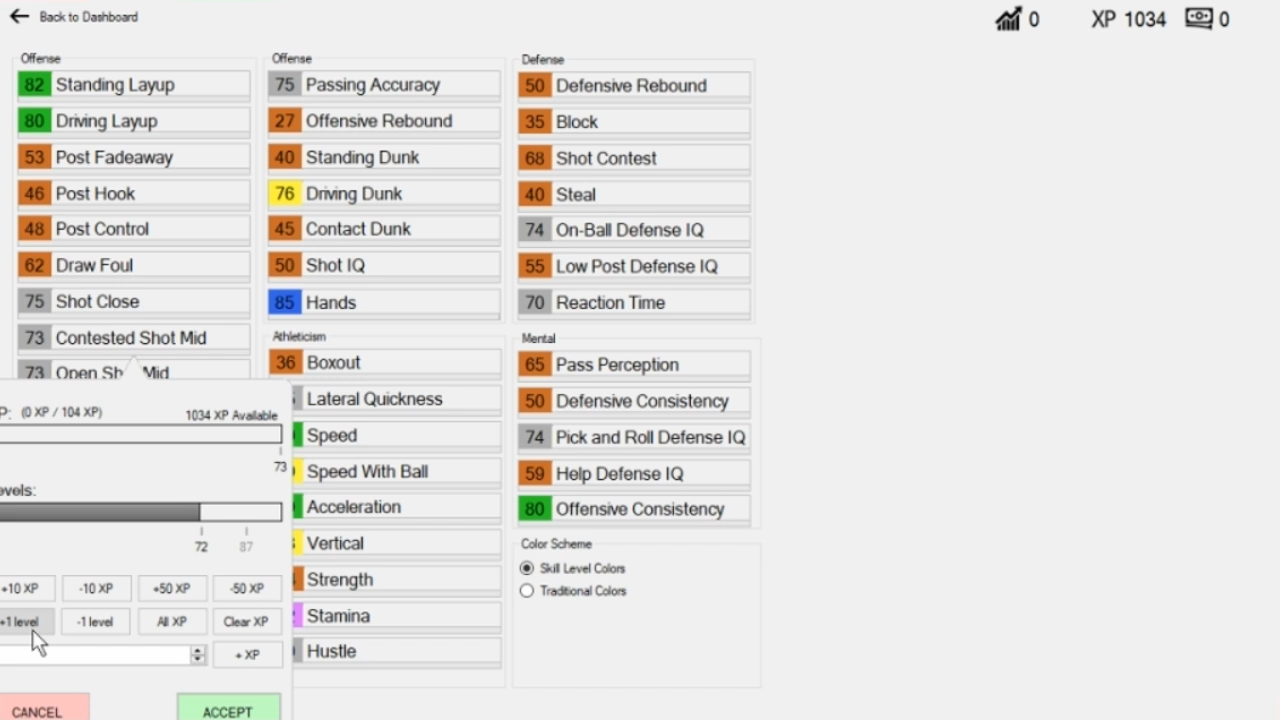 Back to Dashboard
0
XP 1034
0
Offense
82 Standing Layup
80 Driving Layup
53 Post Fadeaway
46 Post Hook
48 Post Control
62 Draw Foul
75 Shot Close
73 Contested Shot Mid
73 Open Mid
Offense
75 Passing Accuracy
27 Offensive Rebound
40 Standing Dunk
76 Driving Dunk
45 Contact Dunk
50 Shot IQ
85 Hands
Athleticism
36 Boxout
Lateral Quickness
Speed
Speed With Ball
Acceleration
Vertical
Strength
Stamina
Hustle
Defense
50 Defensive Rebound
35 Block
68 Shot Contest
40 Steal
74 On-Ball Defense IQ
55 Low Post Defense IQ
70 Reaction Time
Mental
65 Pass Perception
50 Defensive Consistency
74 Pick and Roll Defense IQ
59 Help Defense IQ
80 Offensive Consistency
Color Scheme
Skill Level Colors
Traditional Colors
P: (0 XP / 104 XP)
1034 XP Available
73
evels:
72 87
+10 XP -10 XP +50 XP -50 XP
+1 level -1 level All XP Clear XP
+ XP
CANCEL ACCEPT